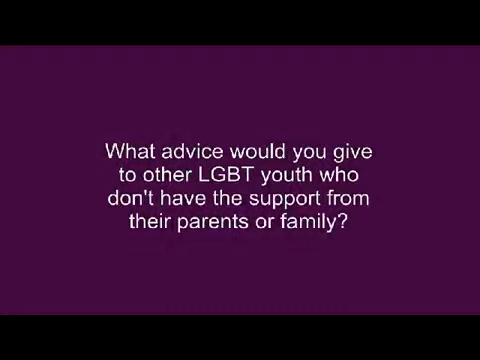 What advice would you give
to other LGBT youth who
don't have the support from
their parents or family?